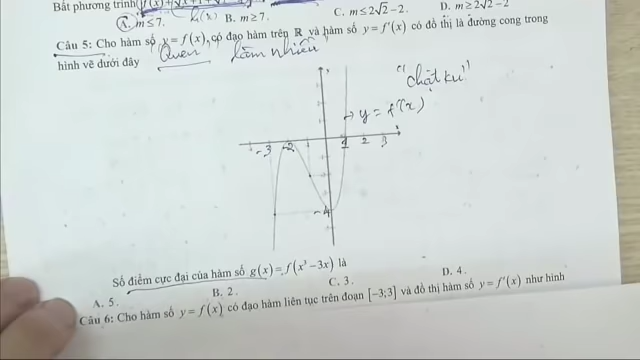 Bất phương trình
A. m ≤ 7. B. m ≥ 7. C. m ≤ 2√2 − 2. D. m ≥ 2√2 − 2
Câu 5: Cho hàm số y = f(x), có đạo hàm trên ℝ và hàm số y = f'(x) có đồ thị là đường cong trong
hình vẽ dưới đây
Quen làm nhiều
"chặt kư"
y = f'(x)
-3 -2 1 2 3
-4
Số điểm cực đại của hàm số g(x) = f(x³ − 3x) là
A. 5. B. 2. C. 3. D. 4.
Câu 6: Cho hàm số y = f(x) có đạo hàm liên tục trên đoạn [−3;3] và đồ thị hàm số y = f'(x) như hình